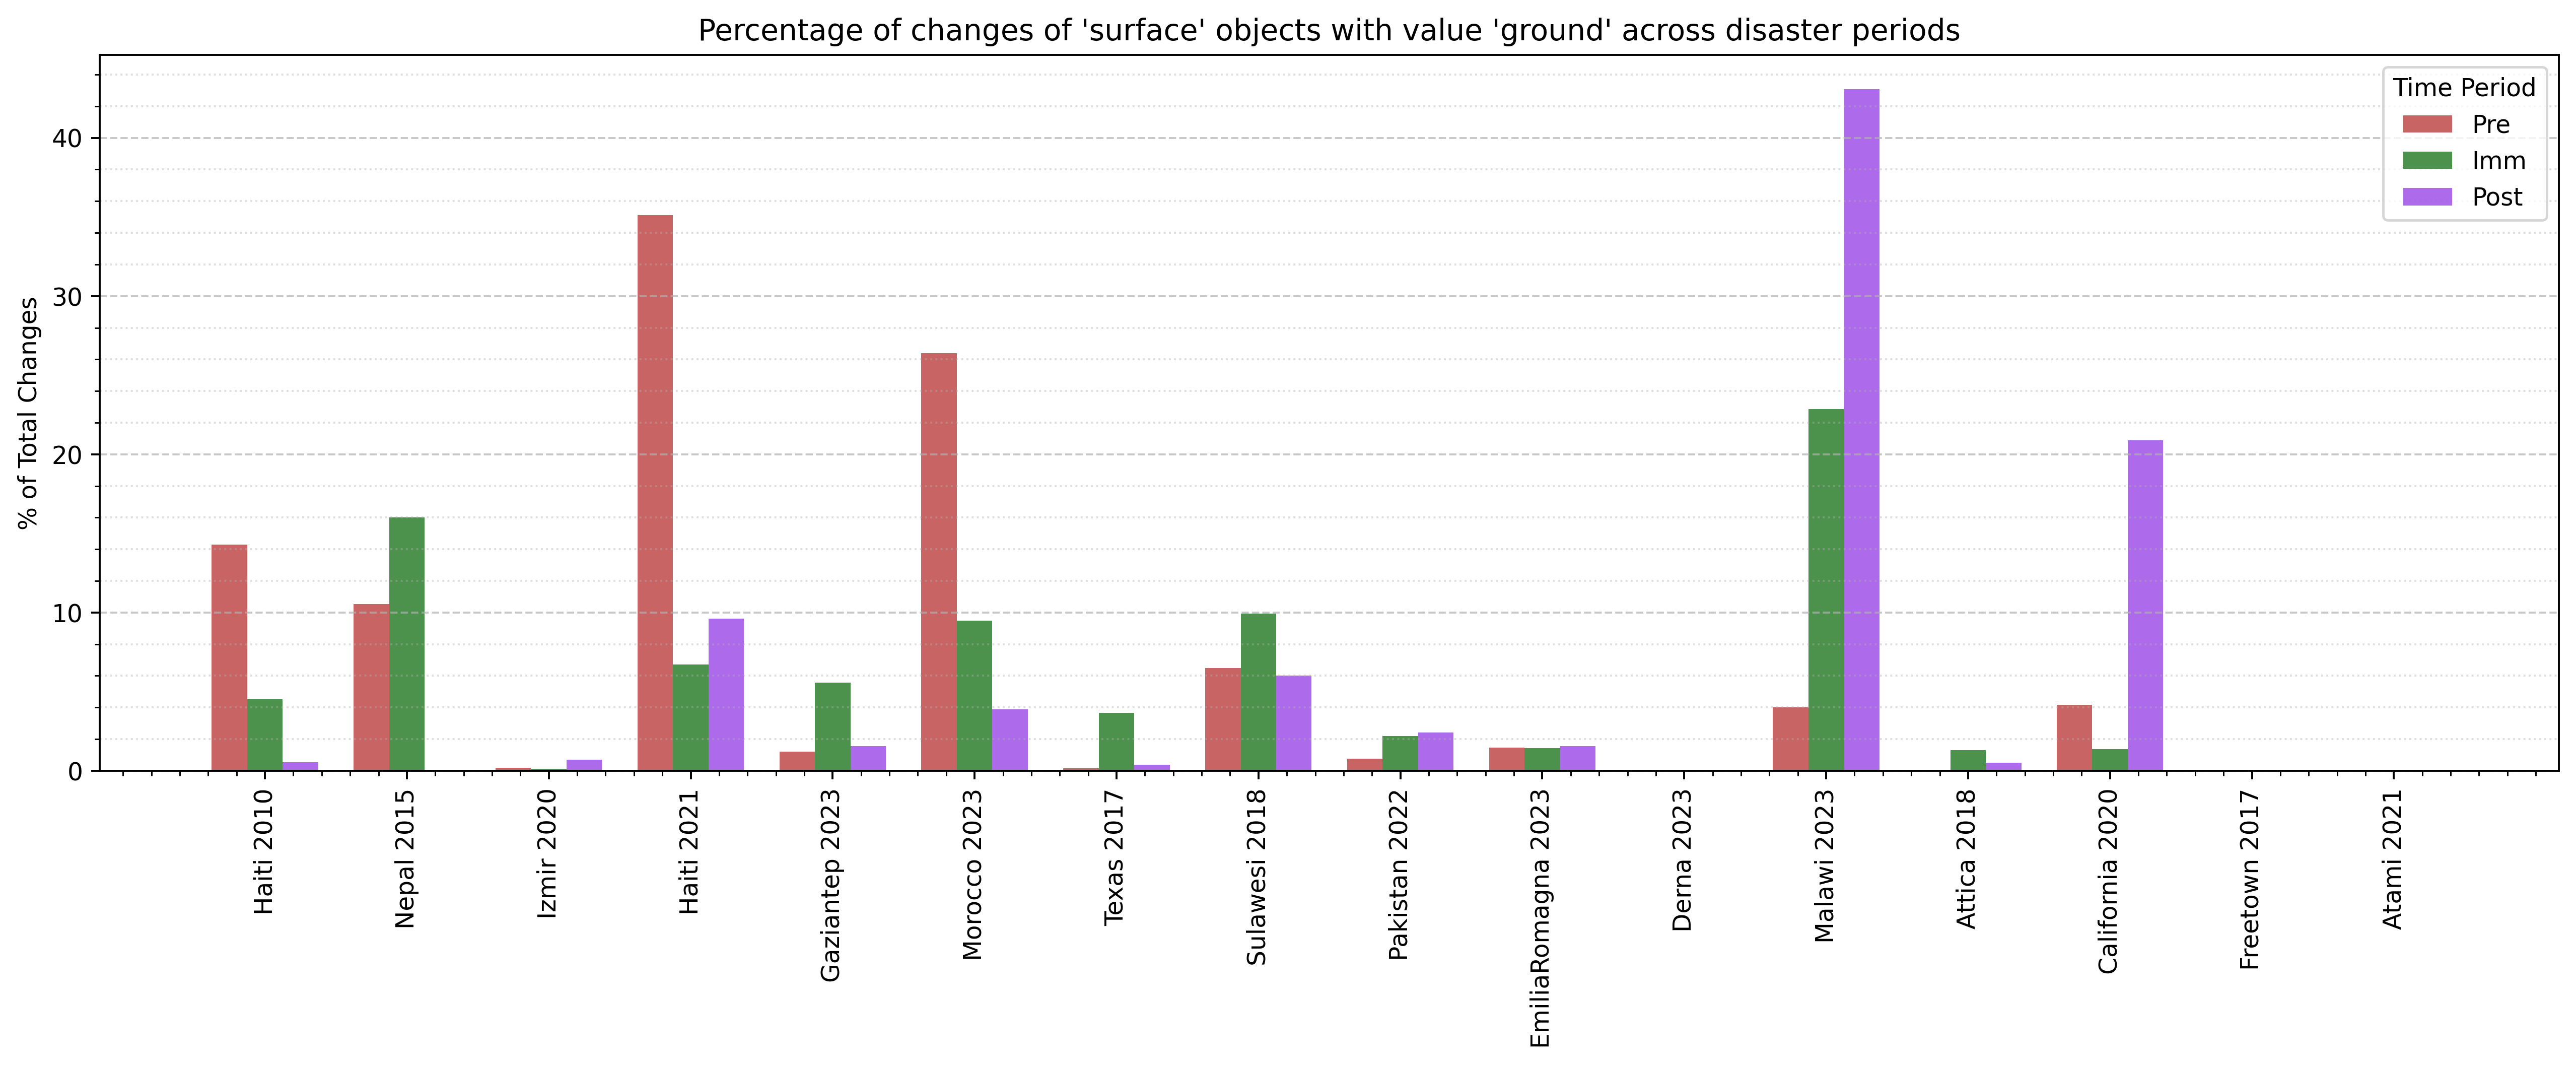 Percentage of changes of 'surface' objects with value 'ground' across disaster periods
Time Period
Pre
Imm
Post
% of Total Changes
40
30
20
10
0
Haiti 2010
Nepal 2015
Izmir 2020
Haiti 2021
Gaziantep 2023
Morocco 2023
Texas 2017
Sulawesi 2018
Pakistan 2022
EmiliaRomagna 2023
Derna 2023
Malawi 2023
Attica 2018
California 2020
Freetown 2017
Atami 2021